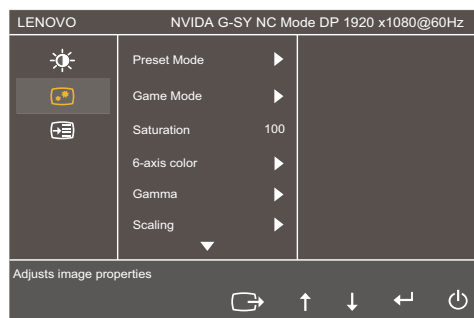 LENOVO
NVIDA G-SY NC Mode DP 1920 x1080@60Hz
Preset Mode
Game Mode
Saturation 100
6-axis color
Gamma
Scaling
Adjusts image properties